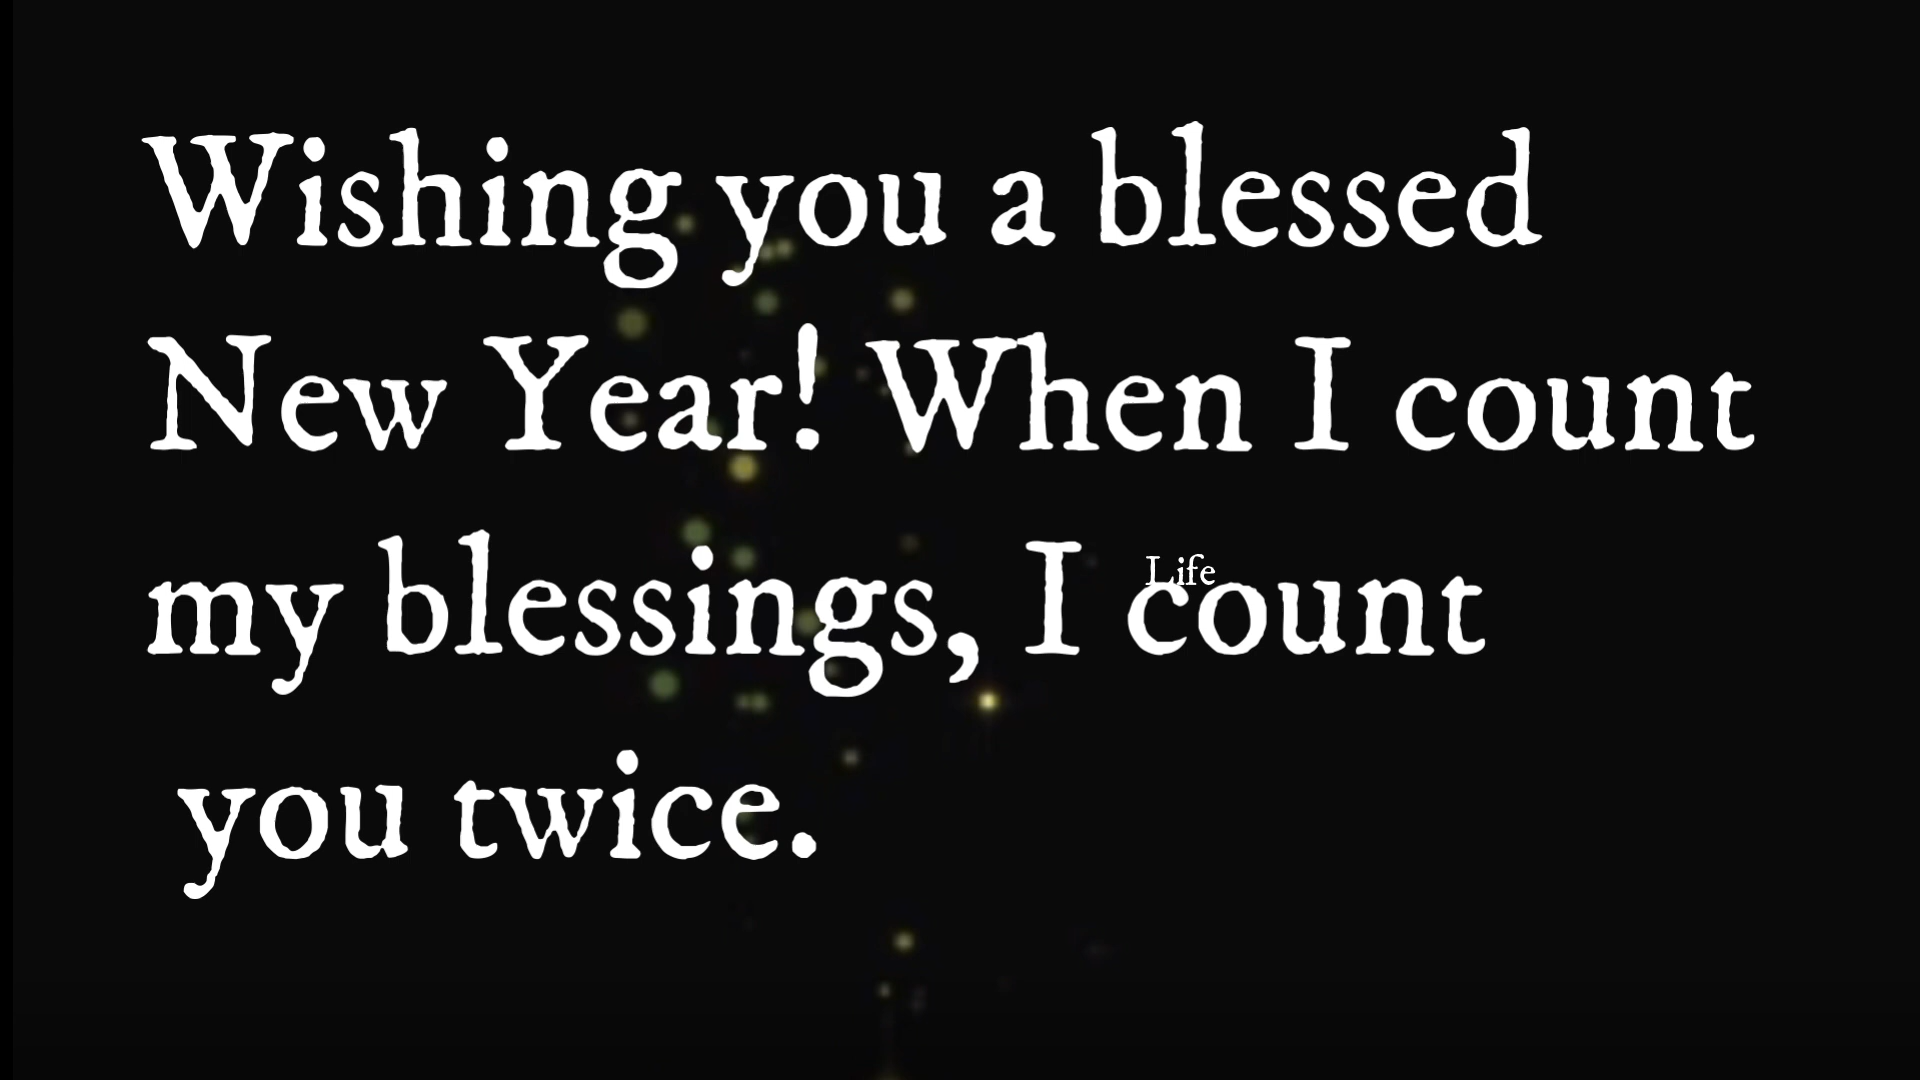 Wishing you a blessed
New Year! When I count
my blessings, I count
Life
you twice.